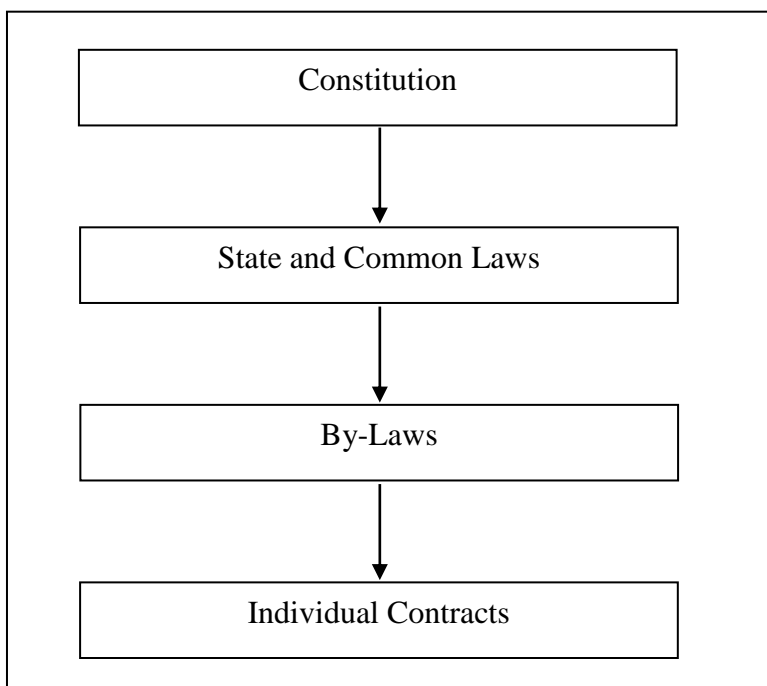 Constitution
State and Common Laws
By-Laws
Individual Contracts